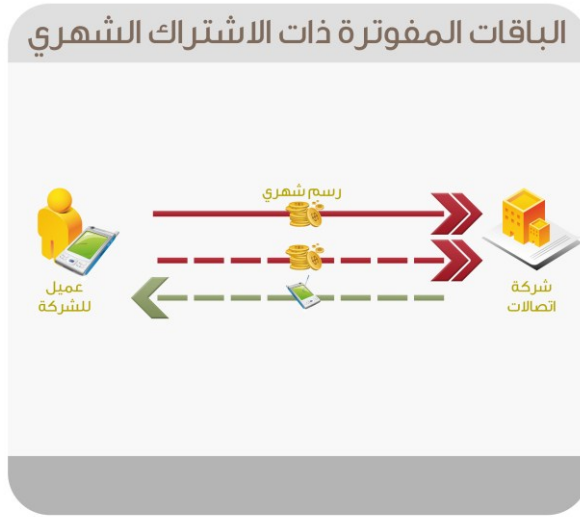 الباقات المفوترة ذات الاشتراك الشهري
رسم شهري
شركة
اتصالات
عميل
للشركة